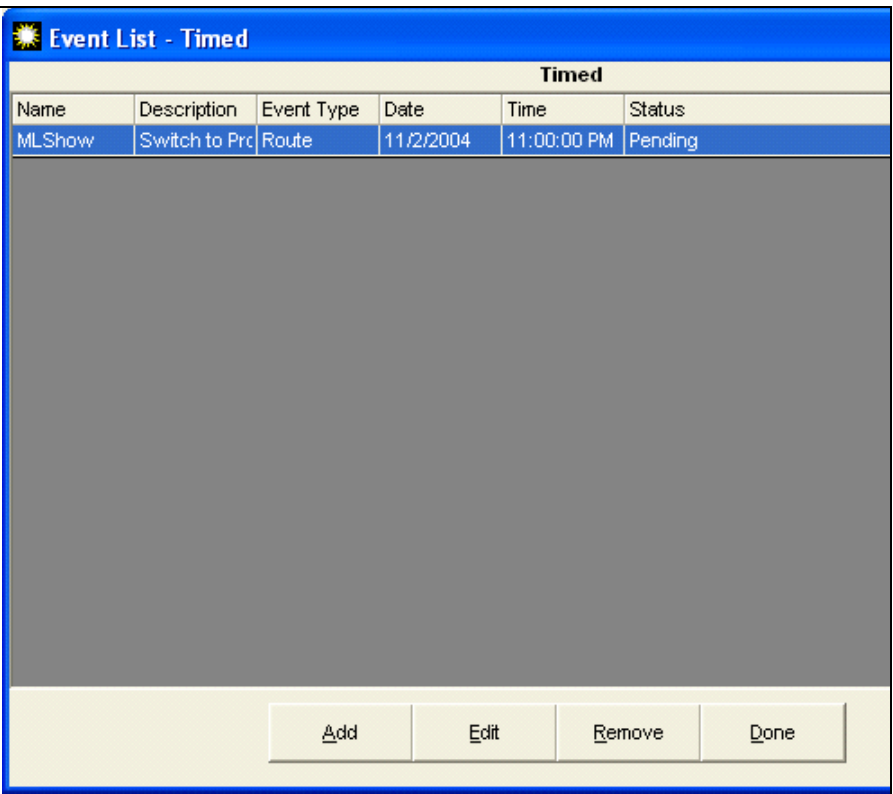 Event List - Timed
Timed
Name Description Event Type Date Time Status
MLShow Switch to Pro Route 11/2/2004 11:00:00 PM Pending
Add Edit Remove Done